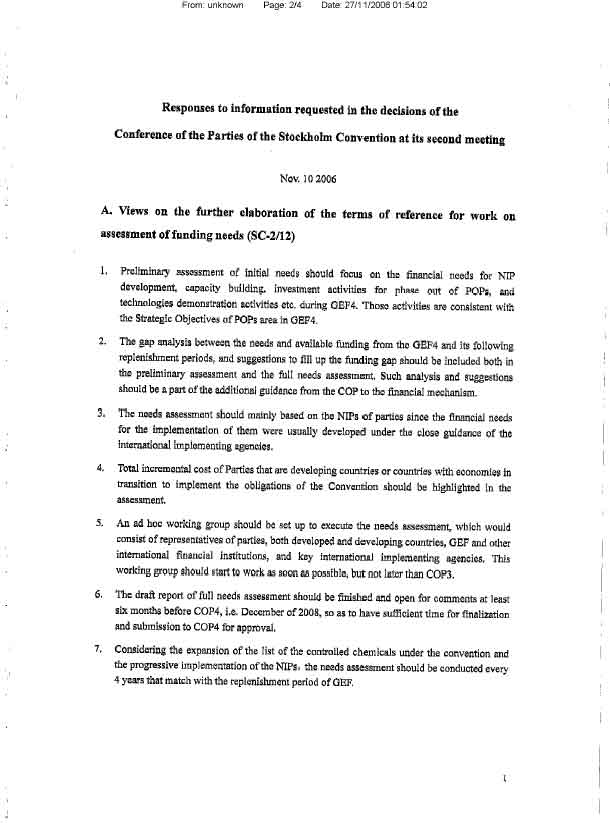 From: unknown Page: 2/4 Date: 27/11/2006 01:54:02
Responses to information requested in the decisions of the
Conference of the Parties of the Stockholm Convention at its second meeting
Nov. 10 2006
A. Views on the further elaboration of the terms of reference for work on
assessment of funding needs (SC-2/12)
1. Preliminary assessment of initial needs should focus on the financial needs for NIP
development, capacity building, investment activities for phase out of POPs, and
technologies demonstration activities etc. during GEF4. Those activities are consistent with
the Strategic Objectives of POPs area in GEF4.
2. The gap analysis between the needs and available funding from the GEF4 and its following
replenishment periods, and suggestions to fill up the funding gap should be included both in
the preliminary assessment and the full needs assessment. Such analysis and suggestions
should be a part of the additional guidance from the COP to the financial mechanism.
3. The needs assessment should mainly based on the NIPs of parties since the financial needs
for the implementation of them were usually developed under the close guidance of the
international implementing agencies.
4. Total incremental cost of Parties that are developing countries or countries with economies in
transition to implement the obligations of the Convention should be highlighted in the
assessment.
5. An ad hoc working group should be set up to execute the needs assessment, which would
consist of representatives of parties, both developed and developing countries, GEF and other
international financial institutions, and key international implementing agencies. This
working group should start to work as soon as possible, but not later than COP3.
6. The draft report of full needs assessment should be finished and open for comments at least
six months before COP4, i.e. December of 2008, so as to have sufficient time for finalization
and submission to COP4 for approval.
7. Considering the expansion of the list of the controlled chemicals under the convention and
the progressive implementation of the NIPs, the needs assessment should be conducted every
4 years that match with the replenishment period of GEF.
1